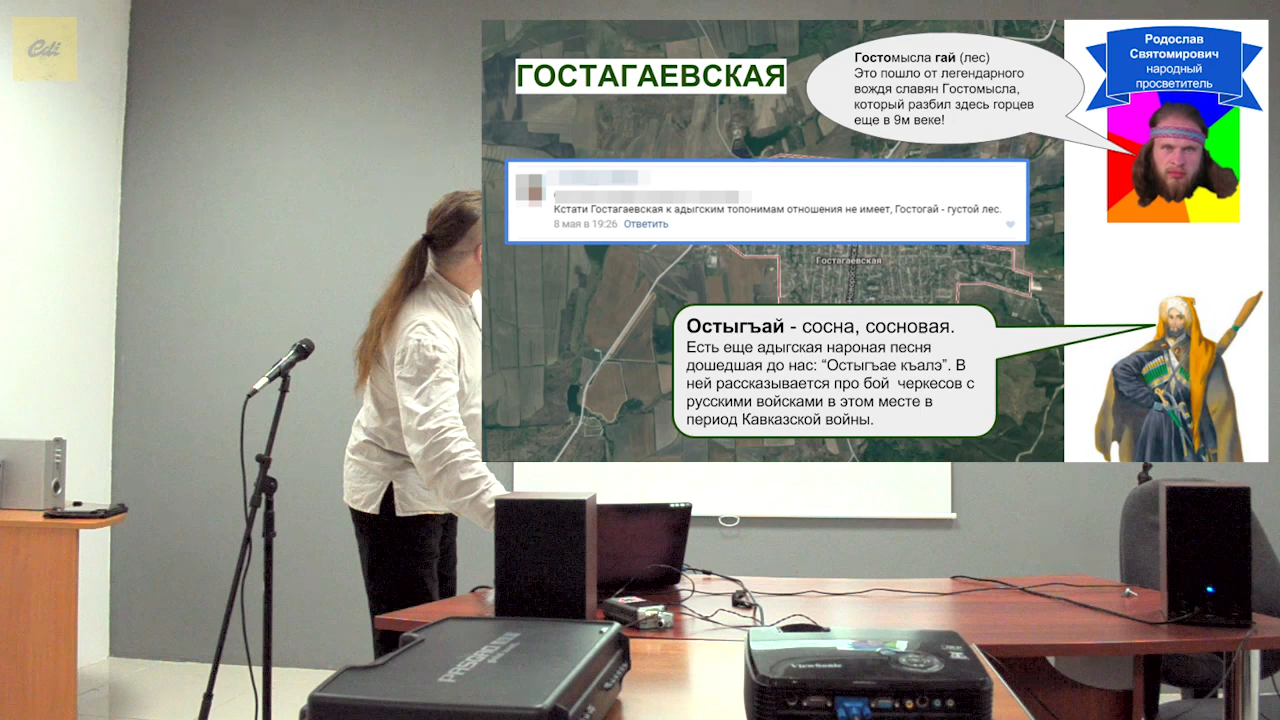 Cdi
ГОСТАГАЕВСКАЯ
Гостомысла гай (лес)
Это пошло от легендарного
вождя славян Гостомысла,
который разбил здесь горцев
еще в 9м веке!
Родослав
Святомирович
народный
просветитель
Кстати Гостагаевская к адыгским топонимам отношения не имеет, Гостогай - густой лес.
8 мая в 19:26 Ответить
Гостагаевская
Остыгъай - сосна, сосновая.
Есть еще адыгская нароная песня
дошедшая до нас: “Остыгъае къалэ”. В
ней рассказывается про бой черкесов с
русскими войсками в этом месте в
период Кавказской войны.
ViewSonic